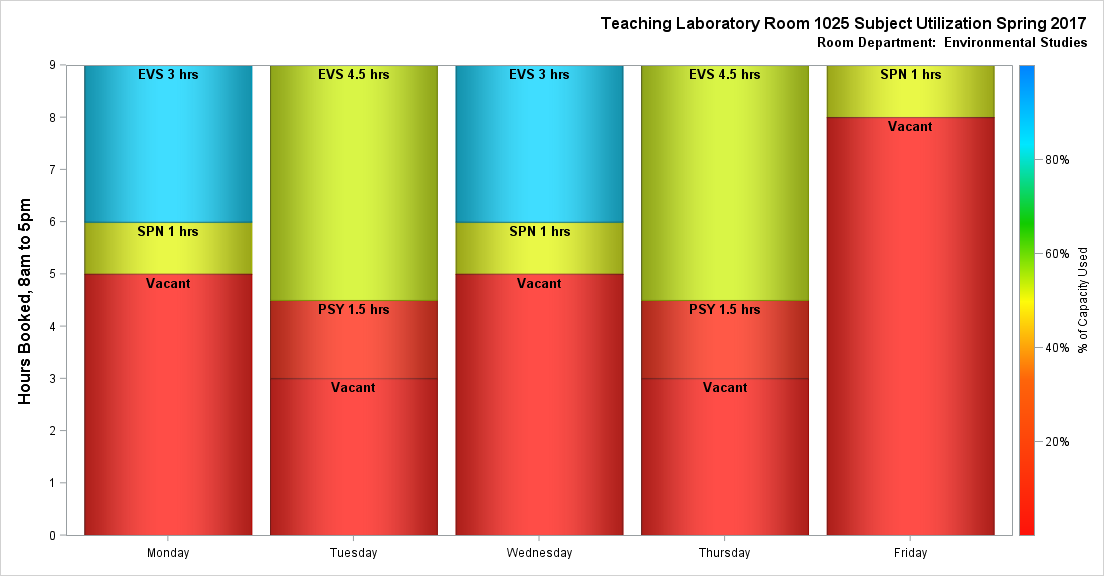 Teaching Laboratory Room 1025 Subject Utilization Spring 2017
Room Department:  Environmental Studies
Hours Booked, 8am to 5pm
9
8
7
6
5
4
3
2
1
0
EVS 3 hrs
SPN 1 hrs
Vacant
EVS 4.5 hrs
PSY 1.5 hrs
Vacant
EVS 3 hrs
SPN 1 hrs
Vacant
EVS 4.5 hrs
PSY 1.5 hrs
Vacant
SPN 1 hrs
Vacant
Monday
Tuesday
Wednesday
Thursday
Friday
80%
60%
40%
20%
% of Capacity Used